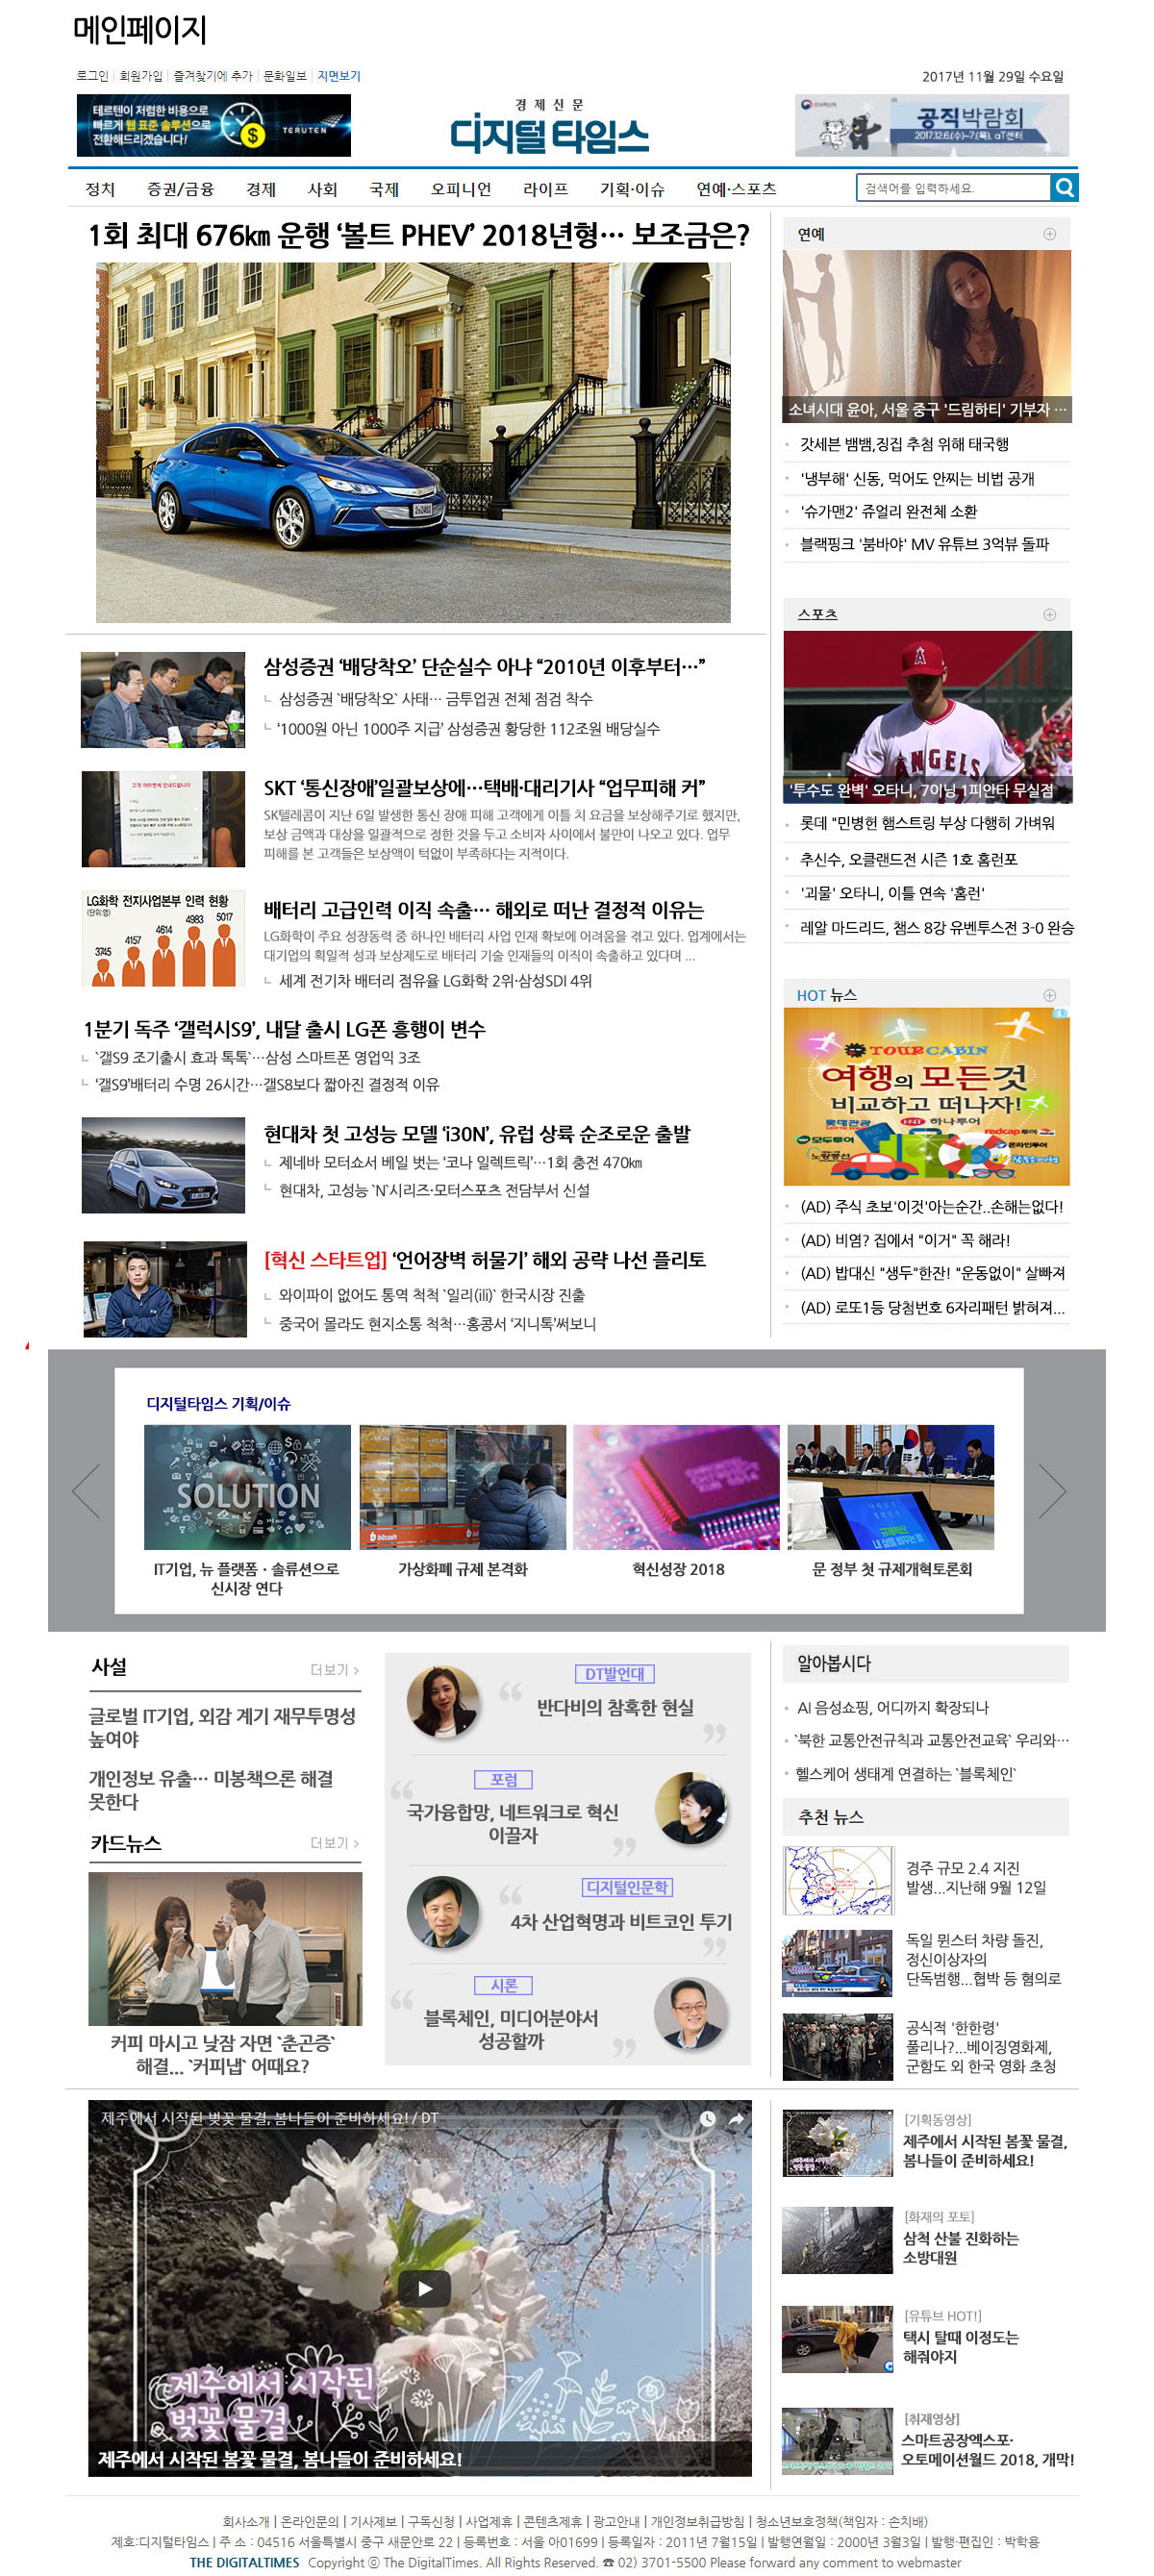 메인페이지
로그인 | 회원가입 | 즐겨찾기에 추가 | 문화일보 | 지면보기
2017년 11월 29일 수요일
테르텐이 저렴한 비용으로
빠르게 웹 표준 솔루션으로
전환해드리겠습니다!
TERUTEN
경제신문
디지털타임스
공직박람회
2017.12.6.(수)~7.(목), aT센터
정치 증권/금융 경제 사회 국제 오피니언 라이프 기획·이슈 연예·스포츠
검색어를 입력하세요.
1회 최대 676㎞ 운행 ‘볼트 PHEV’ 2018년형… 보조금은?
삼성증권 ‘배당착오’ 단순실수 아냐 “2010년 이후부터…”
삼성증권 `배당착오` 사태… 금투업권 전체 점검 착수
‘1000원 아닌 1000주 지급’ 삼성증권 황당한 112조원 배당실수
SKT ‘통신장애’일괄보상에…택배·대리기사 “업무피해 커”
SK텔레콤이 지난 6일 발생한 통신 장애 피해 고객에게 이틀 치 요금을 보상해주기로 했지만,
보상 금액과 대상을 일괄적으로 정한 것을 두고 소비자 사이에서 불만이 나오고 있다. 업무
피해를 본 고객들은 보상액이 턱없이 부족하다는 지적이다.
LG화학 전지사업본부 인력 현황
(단위:명)
3745 4157 4614 4983 5017
배터리 고급인력 이직 속출… 해외로 떠난 결정적 이유는
LG화학이 주요 성장동력 중 하나인 배터리 사업 인재 확보에 어려움을 겪고 있다. 업계에서는
대기업의 획일적 성과 보상제도로 배터리 기술 인재들의 이직이 속출하고 있다며 ...
세계 전기차 배터리 점유율 LG화학 2위·삼성SDI 4위
1분기 독주 ‘갤럭시S9’, 내달 출시 LG폰 흥행이 변수
`갤S9 조기출시 효과 톡톡`…삼성 스마트폰 영업익 3조
‘갤S9’배터리 수명 26시간…갤S8보다 짧아진 결정적 이유
현대차 첫 고성능 모델 ‘i30N’, 유럽 상륙 순조로운 출발
제네바 모터쇼서 베일 벗는 ‘코나 일렉트릭’…1회 충전 470㎞
현대차, 고성능 `N`시리즈·모터스포츠 전담부서 신설
[혁신 스타트업] ‘언어장벽 허물기’ 해외 공략 나선 플리토
와이파이 없어도 통역 척척 `일리(ili)` 한국시장 진출
중국어 몰라도 현지소통 척척…홍콩서 ‘지니톡’써보니
연예
소녀시대 윤아, 서울 중구 '드림하티' 기부자 …
갓세븐 뱀뱀,징집 추첨 위해 태국행
'냉부해' 신동, 먹어도 안찌는 비법 공개
'슈가맨2' 쥬얼리 완전체 소환
블랙핑크 '붐바야' MV 유튜브 3억뷰 돌파
스포츠
ANGELS
'투수도 완벽' 오타니, 7이닝 1피안타 무실점
롯데 "민병헌 햄스트링 부상 다행히 가벼워
추신수, 오클랜드전 시즌 1호 홈런포
'괴물' 오타니, 이틀 연속 '홈런'
레알 마드리드, 챔스 8강 유벤투스전 3-0 완승
HOT 뉴스
TOUR CABIN
여행의 모든것
비교하고 떠나자!
롯데관광
하나투어
모두투어
redcap투어
온라인투어
노랑풍선
(AD) 주식 초보'이것'아는순간..손해는없다!
(AD) 비염? 집에서 "이거" 꼭 해라!
(AD) 밥대신 "생두"한잔! "운동없이" 살빠져
(AD) 로또1등 당첨번호 6자리패턴 밝혀져...
디지털타임스 기획/이슈
SOLUTION
bitcosh
IT기업, 뉴 플랫폼·솔류션으로
신시장 연다
가상화폐 규제 본격화
혁신성장 2018
문 정부 첫 규제개혁토론회
사설
더보기 >
글로벌 IT기업, 외감 계기 재무투명성
높여야
개인정보 유출… 미봉책으론 해결
못한다
카드뉴스
더보기 >
커피 마시고 낮잠 자면 `춘곤증`
해결... `커피냅` 어때요?
DT발언대
반다비의 참혹한 현실
포럼
국가융합망, 네트워크로 혁신
이끌자
디지털인문학
4차 산업혁명과 비트코인 투기
시론
블록체인, 미디어분야서
성공할까
알아봅시다
AI 음성쇼핑, 어디까지 확장되나
`북한 교통안전규칙과 교통안전교육` 우리와…
헬스케어 생태계 연결하는 `블록체인`
추천 뉴스
경주 규모 2.4 지진
발생...지난해 9월 12일
독일 뮌스터 차량 돌진,
정신이상자의
단독범행...협박 등 혐의로
공식적 '한한령'
풀리나?...베이징영화제,
군함도 외 한국 영화 초청
제주에서 시작된 벚꽃 물결, 봄나들이 준비하세요! / DT
제주에서 시작된
벚꽃 물결
제주에서 시작된 봄꽃 물결, 봄나들이 준비하세요!
[기획동영상]
제주에서 시작된 봄꽃 물결,
봄나들이 준비하세요!
[화재의 포토]
삼척 산불 진화하는
소방대원
[유튜브 HOT!]
택시 탈때 이정도는
해줘야지
[취재영상]
스마트공장엑스포·
오토메이션월드 2018, 개막!
회사소개 | 온라인문의 | 기사제보 | 구독신청 | 사업제휴 | 콘텐츠제휴 | 광고안내 | 개인정보취급방침 | 청소년보호정책(책임자 : 손치배)
제호:디지털타임스 | 주 소 : 04516 서울특별시 중구 새문안로 22 | 등록번호 : 서울 아01699 | 등록일자 : 2011년 7월15일 | 발행연월일 : 2000년 3월3일 | 발행·편집인 : 박학용
THE DIGITALTIMES Copyright ⓒ The DigitalTimes. All Rights Reserved. ☎ 02) 3701-5500 Please forward any comment to webmaster